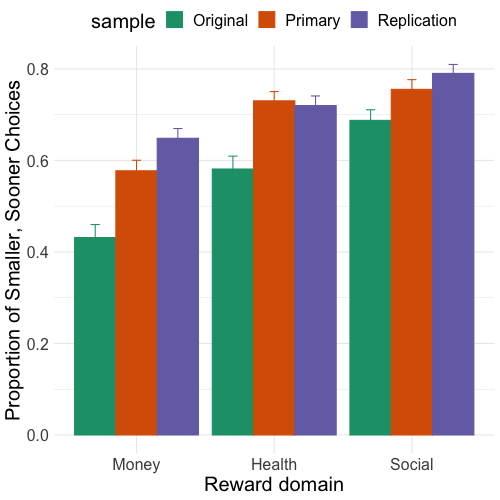 sample Original Primary Replication
Proportion of Smaller, Sooner Choices
0.8
0.6
0.4
0.2
0.0
Money Health Social
Reward domain